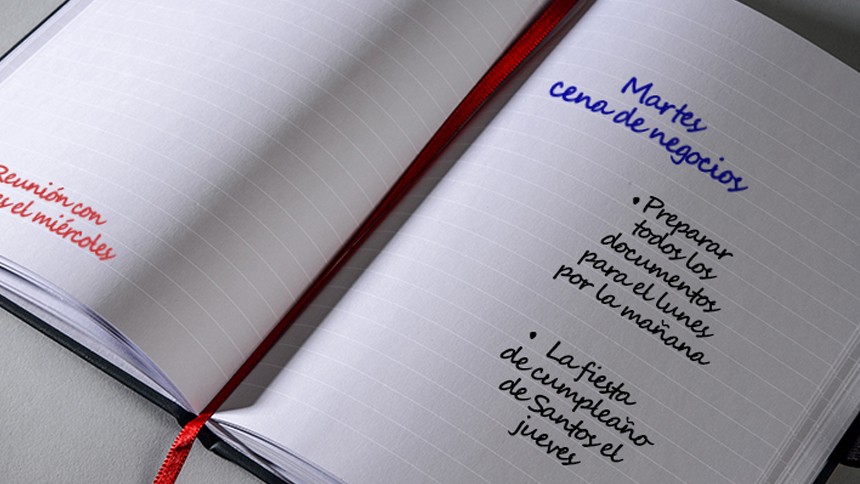 Reunión con
el miércoles
Martes
cena de negocios
• Preparar
todos los
documentos
para el lunes
por la mañana
• La fiesta
de cumpleaño
de Santos el
jueves